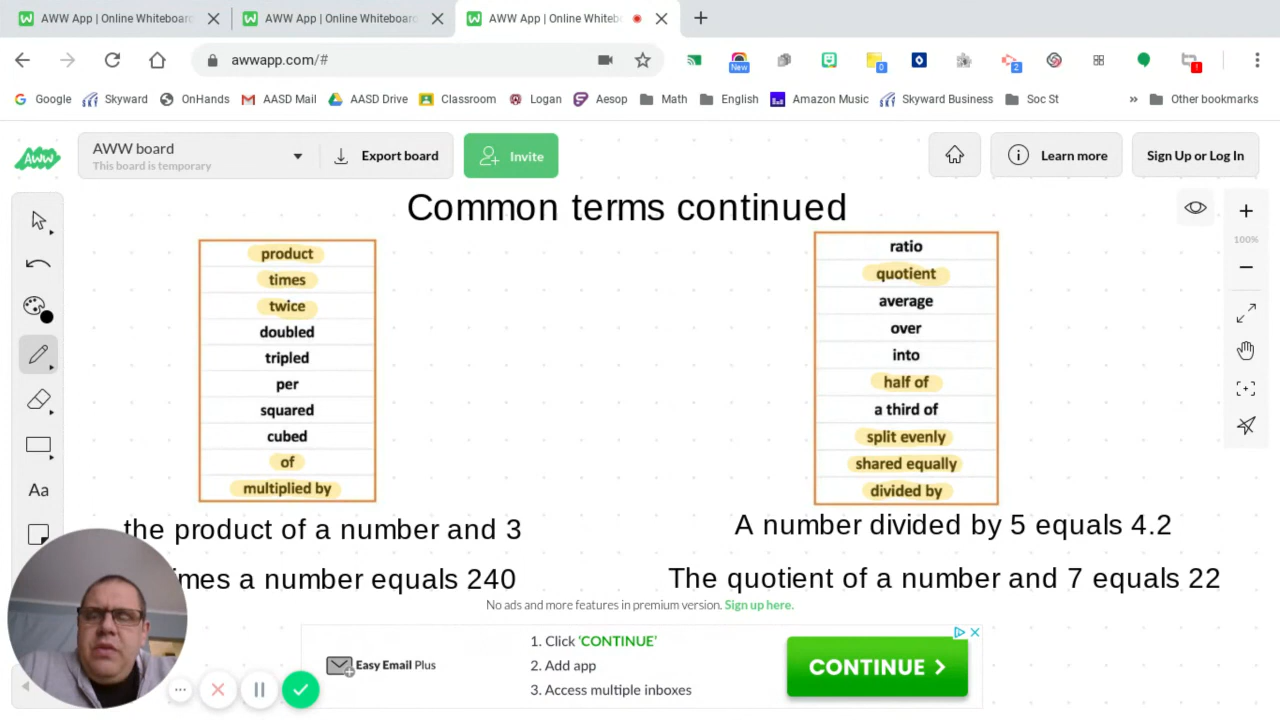 AWW App | Online Whiteboard
AWW App | Online Whiteboard
AWW App | Online Whiteb
awwapp.com/#
New
0
2
1
Google
Skyward
OnHands
AASD Mail
AASD Drive
Classroom
Logan
Aesop
Math
English
Amazon Music
Skyward Business
Soc St
»
Other bookmarks
AWW
AWW board
This board is temporary
Export board
Invite
Learn more
Sign Up or Log In
Common terms continued
100%
product
times
twice
doubled
tripled
per
squared
cubed
of
multiplied by
ratio
quotient
average
over
into
half of
a third of
split evenly
shared equally
divided by
Aa
the product of a number and 3
imes a number equals 240
A number divided by 5 equals 4.2
The quotient of a number and 7 equals 22
No ads and more features in premium version. Sign up here.
Easy Email Plus
1. Click 'CONTINUE'
2. Add app
3. Access multiple inboxes
CONTINUE >